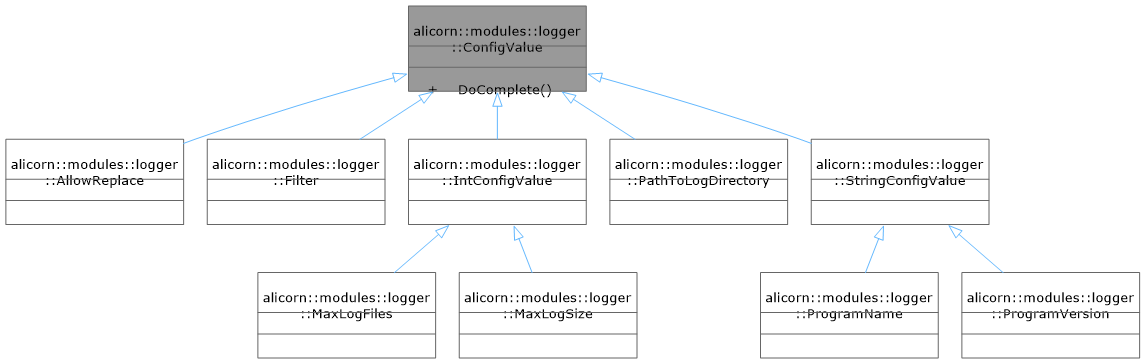 alicorn::modules::logger
::ConfigValue
+ DoComplete()
alicorn::modules::logger
::AllowReplace
alicorn::modules::logger
::Filter
alicorn::modules::logger
::IntConfigValue
alicorn::modules::logger
::PathToLogDirectory
alicorn::modules::logger
::StringConfigValue
alicorn::modules::logger
::MaxLogFiles
alicorn::modules::logger
::MaxLogSize
alicorn::modules::logger
::ProgramName
alicorn::modules::logger
::ProgramVersion